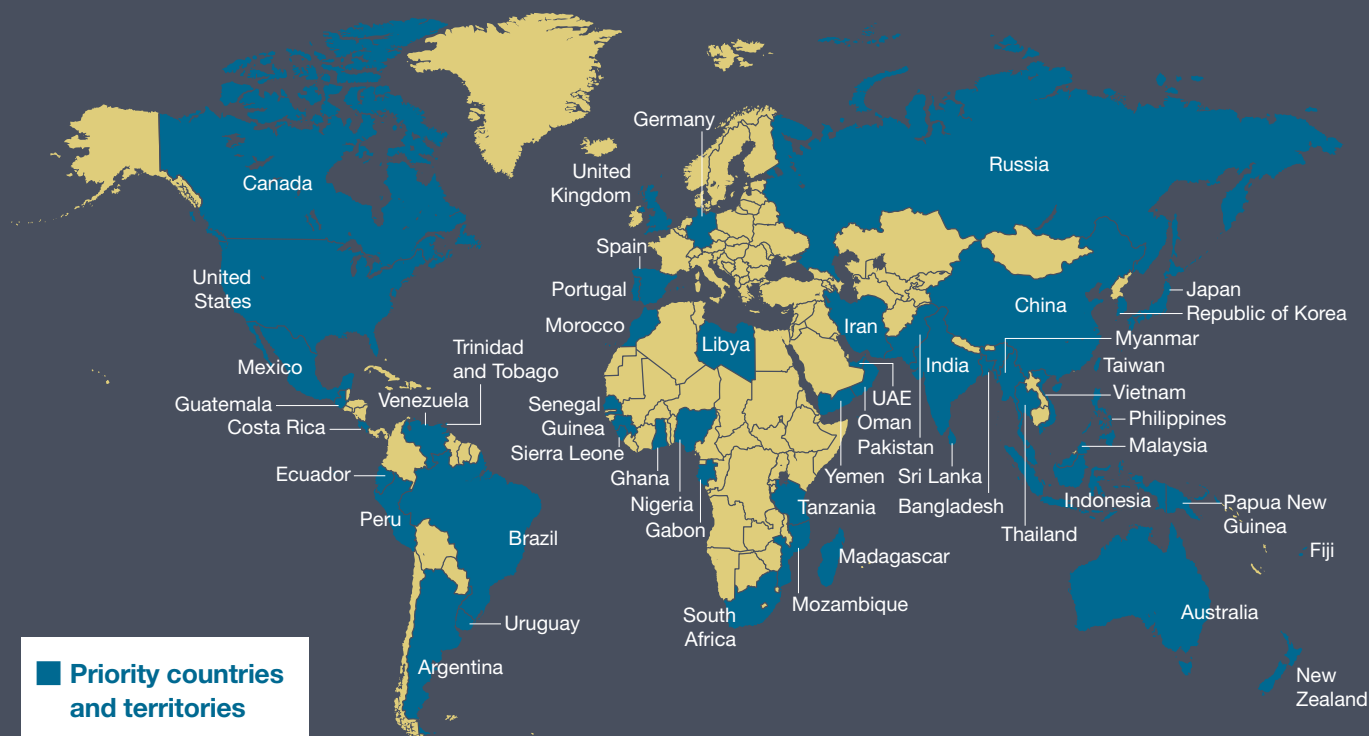 Germany
United
Kingdom
Russia
Canada
Spain
United
States
Portugal
China
Japan
Republic of Korea
Morocco
Iran
Libya
Myanmar
Trinidad
and Tobago
Mexico
India
Taiwan
Guatemala
Venezuela
Vietnam
UAE
Senegal
Costa Rica
Guinea
Oman
Philippines
Pakistan
Malaysia
Sierra Leone
Ecuador
Ghana
Yemen
Sri Lanka
Nigeria
Tanzania
Bangladesh
Indonesia
Papua New
Guinea
Peru
Gabon
Thailand
Brazil
Madagascar
Fiji
Mozambique
South
Africa
Australia
Uruguay
Argentina
New
Zealand
Priority countries
and territories